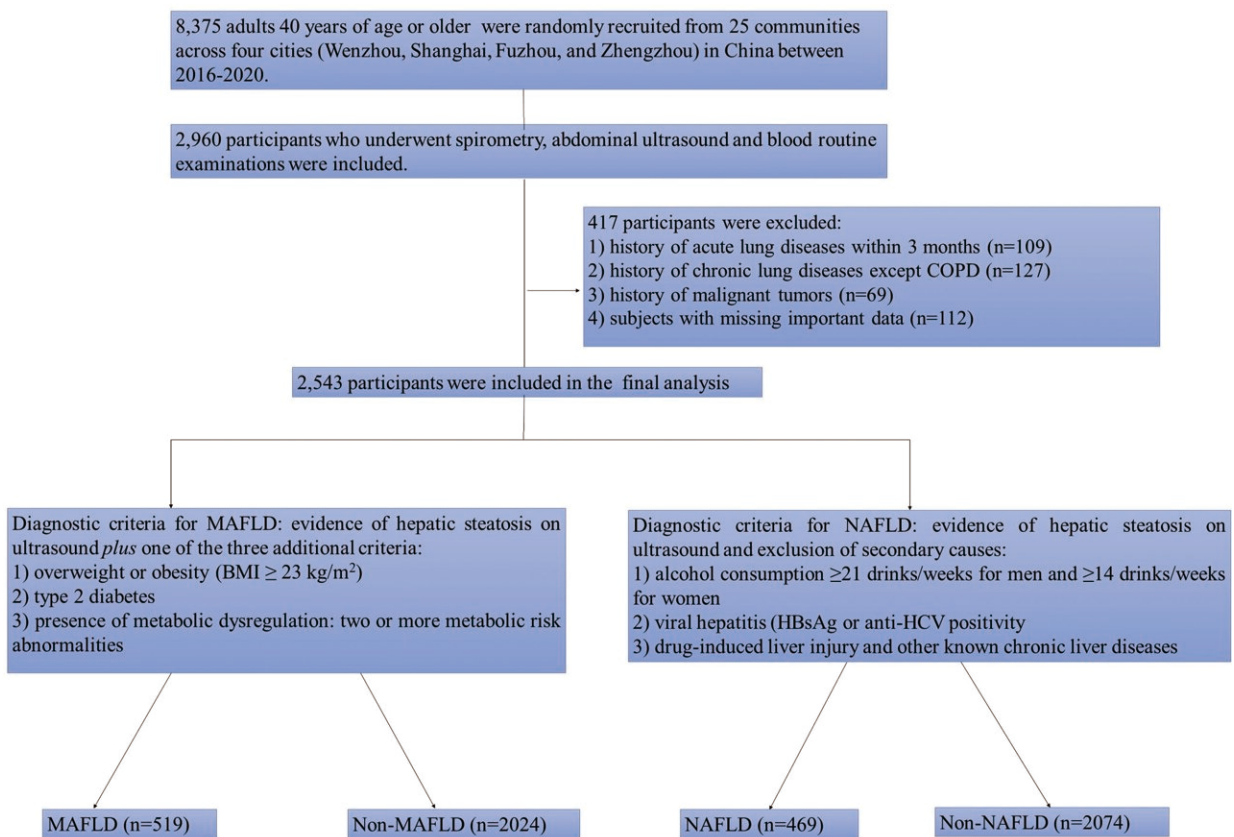 8,375 adults 40 years of age or older were randomly recruited from 25 communities
across four cities (Wenzhou, Shanghai, Fuzhou, and Zhengzhou) in China between
2016-2020.
2,960 participants who underwent spirometry, abdominal ultrasound and blood routine
examinations were included.
417 participants were excluded:
1) history of acute lung diseases within 3 months (n=109)
2) history of chronic lung diseases except COPD (n=127)
3) history of malignant tumors (n=69)
4) subjects with missing important data (n=112)
2,543 participants were included in the final analysis
Diagnostic criteria for MAFLD: evidence of hepatic steatosis on
ultrasound plus one of the three additional criteria:
1) overweight or obesity (BMI ≥ 23 kg/m²)
2) type 2 diabetes
3) presence of metabolic dysregulation: two or more metabolic risk
abnormalities
Diagnostic criteria for NAFLD: evidence of hepatic steatosis on
ultrasound and exclusion of secondary causes:
1) alcohol consumption ≥21 drinks/weeks for men and ≥14 drinks/weeks
for women
2) viral hepatitis (HBsAg or anti-HCV positivity
3) drug-induced liver injury and other known chronic liver diseases
MAFLD (n=519)
Non-MAFLD (n=2024)
NAFLD (n=469)
Non-NAFLD (n=2074)